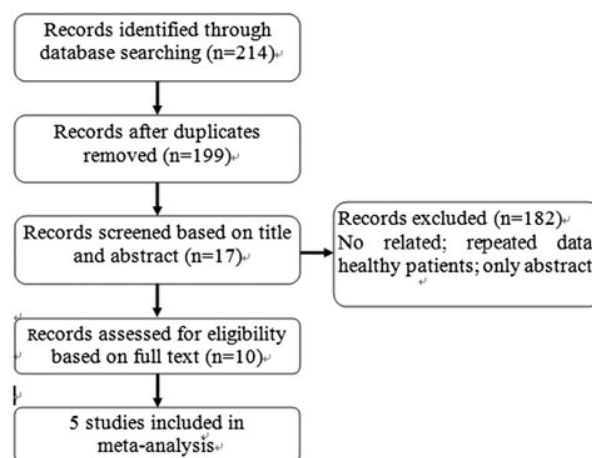 Records identified through
database searching (n=214)
Records after duplicates
removed (n=199)
Records screened based on title
and abstract (n=17)
Records excluded (n=182)
No related; repeated data
healthy patients; only abstract
Records assessed for eligibility
based on full text (n=10)
5 studies included in
meta-analysis